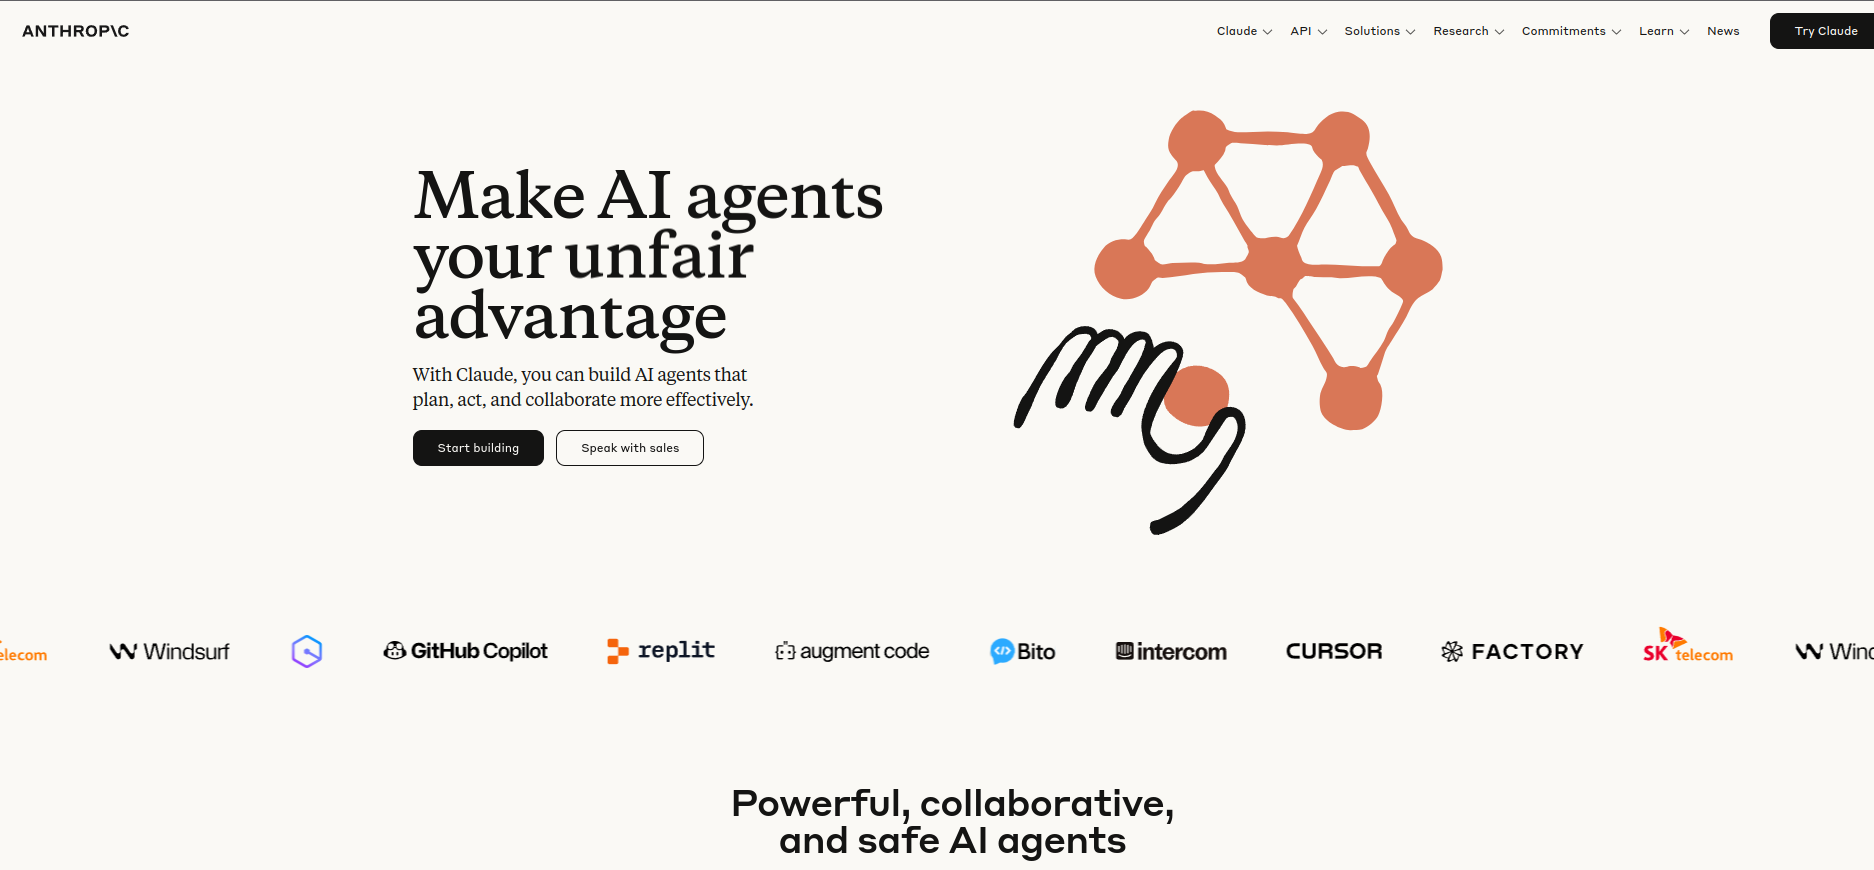 ANTHROP\C
Claude API Solutions Research Commitments Learn News Try Claude
Make AI agents
your unfair
advantage
With Claude, you can build AI agents that
plan, act, and collaborate more effectively.
Start building Speak with sales
elecom Windsurf GitHub Copilot replit augment code Bito intercom CURSOR FACTORY SK telecom Wind
Powerful, collaborative,
and safe AI agents